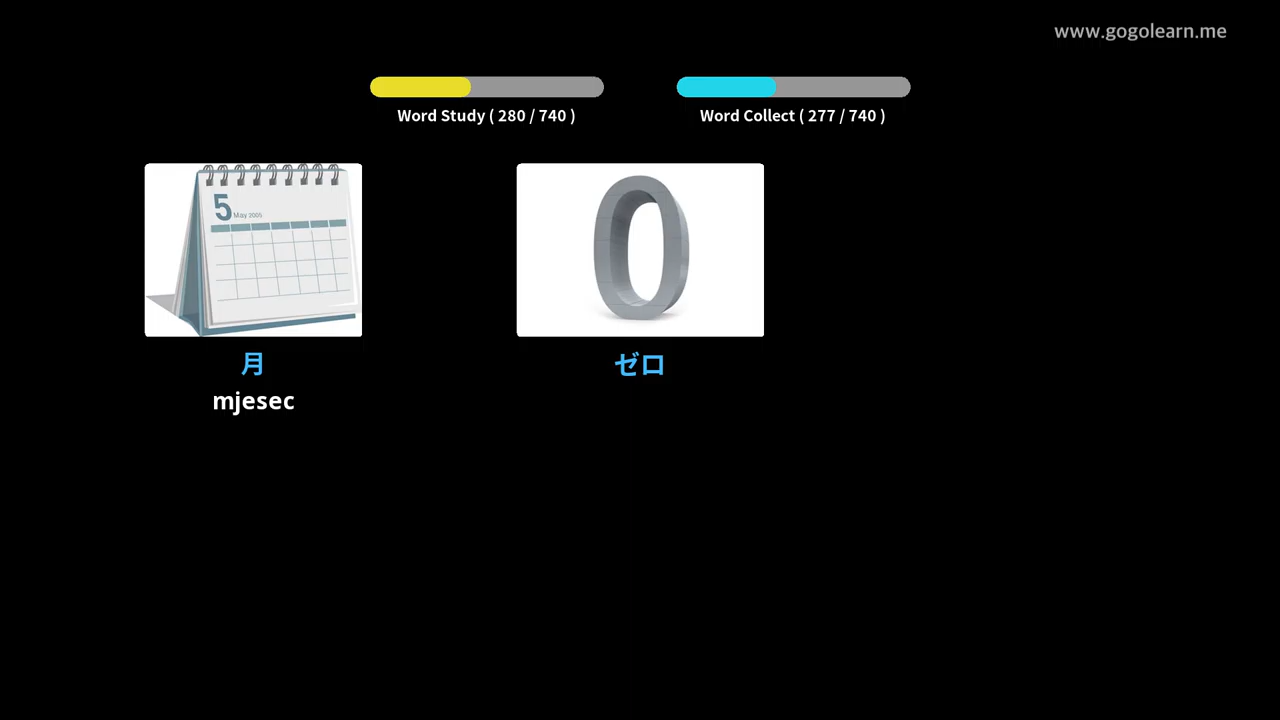 www.gogolearn.me
Word Study ( 280 / 740 )
Word Collect ( 277 / 740 )
5 May 2005
0
月
ゼロ
mjesec